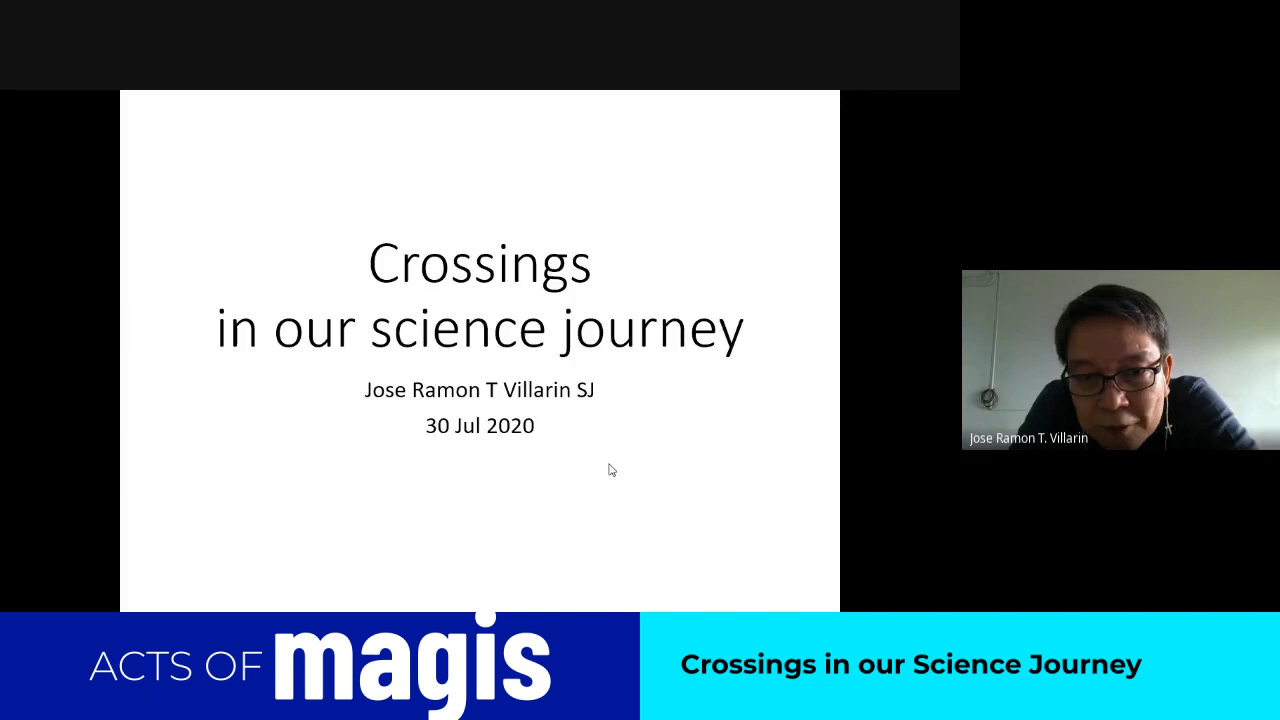 Crossings
in our science journey
Jose Ramon T Villarin SJ
30 Jul 2020
Jose Ramon T. Villarin
ACTS OF magis
Crossings in our Science Journey